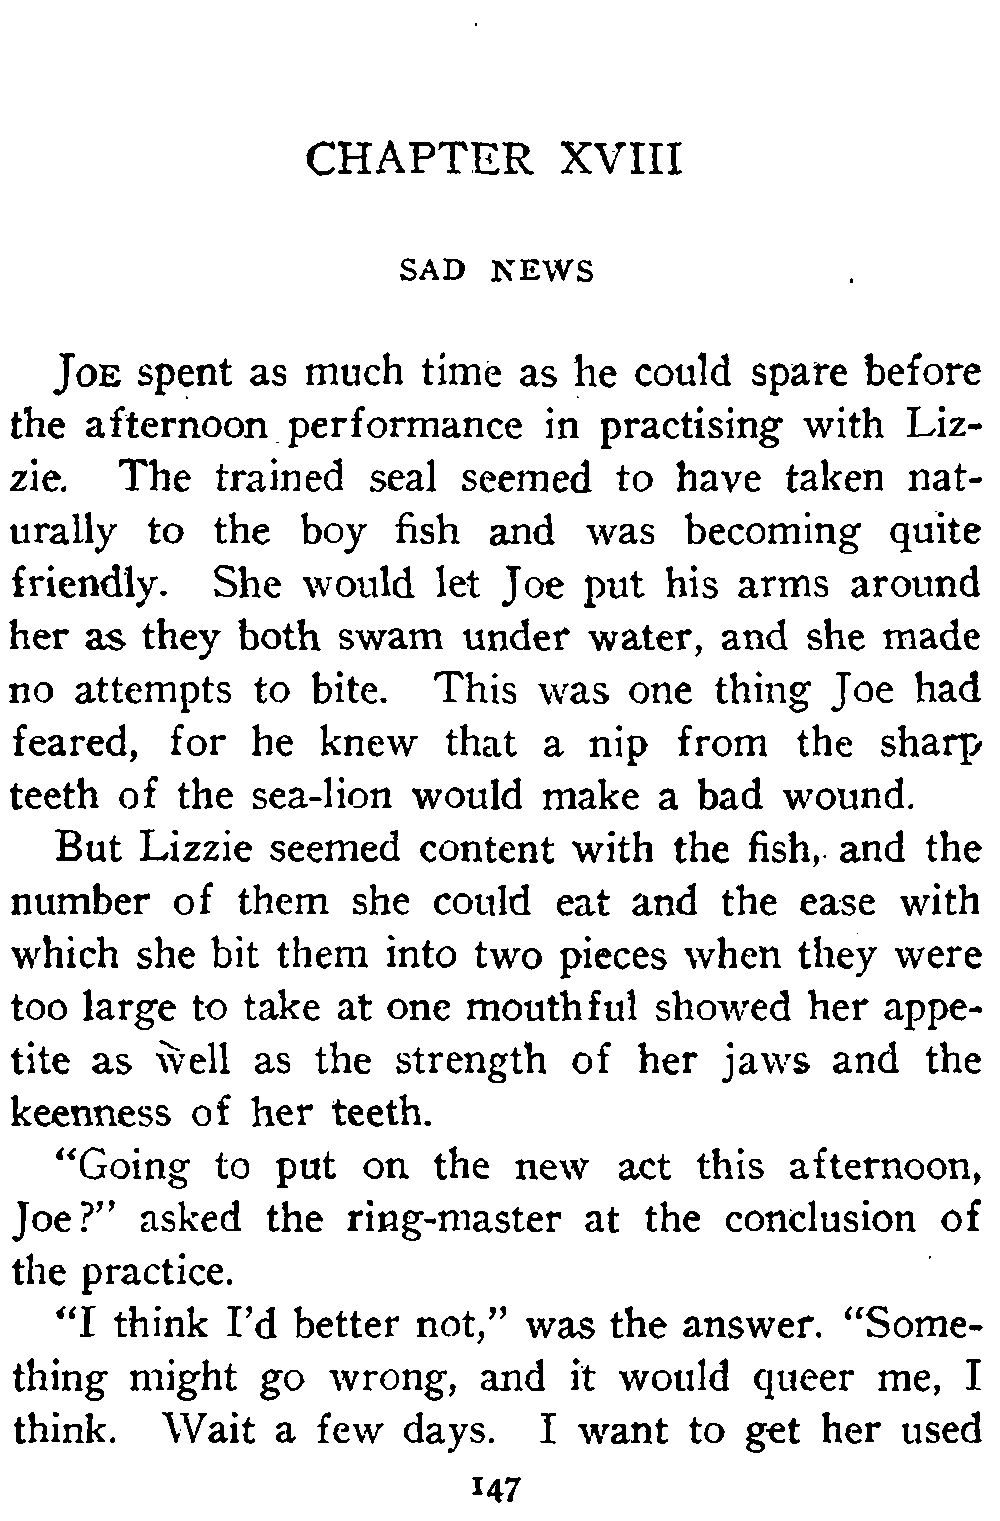 CHAPTER XVIII
SAD NEWS
Joe spent as much time as he could spare before
the afternoon performance in practising with Liz-
zie. The trained seal seemed to have taken nat-
urally to the boy fish and was becoming quite
friendly. She would let Joe put his arms around
her as they both swam under water, and she made
no attempts to bite. This was one thing Joe had
feared, for he knew that a nip from the sharp
teeth of the sea-lion would make a bad wound.
But Lizzie seemed content with the fish, and the
number of them she could eat and the ease with
which she bit them into two pieces when they were
too large to take at one mouthful showed her appe-
tite as well as the strength of her jaws and the
keenness of her teeth.
"Going to put on the new act this afternoon,
Joe?" asked the ring-master at the conclusion of
the practice.
"I think I'd better not," was the answer. "Some-
thing might go wrong, and it would queer me, I
think. Wait a few days. I want to get her used
147